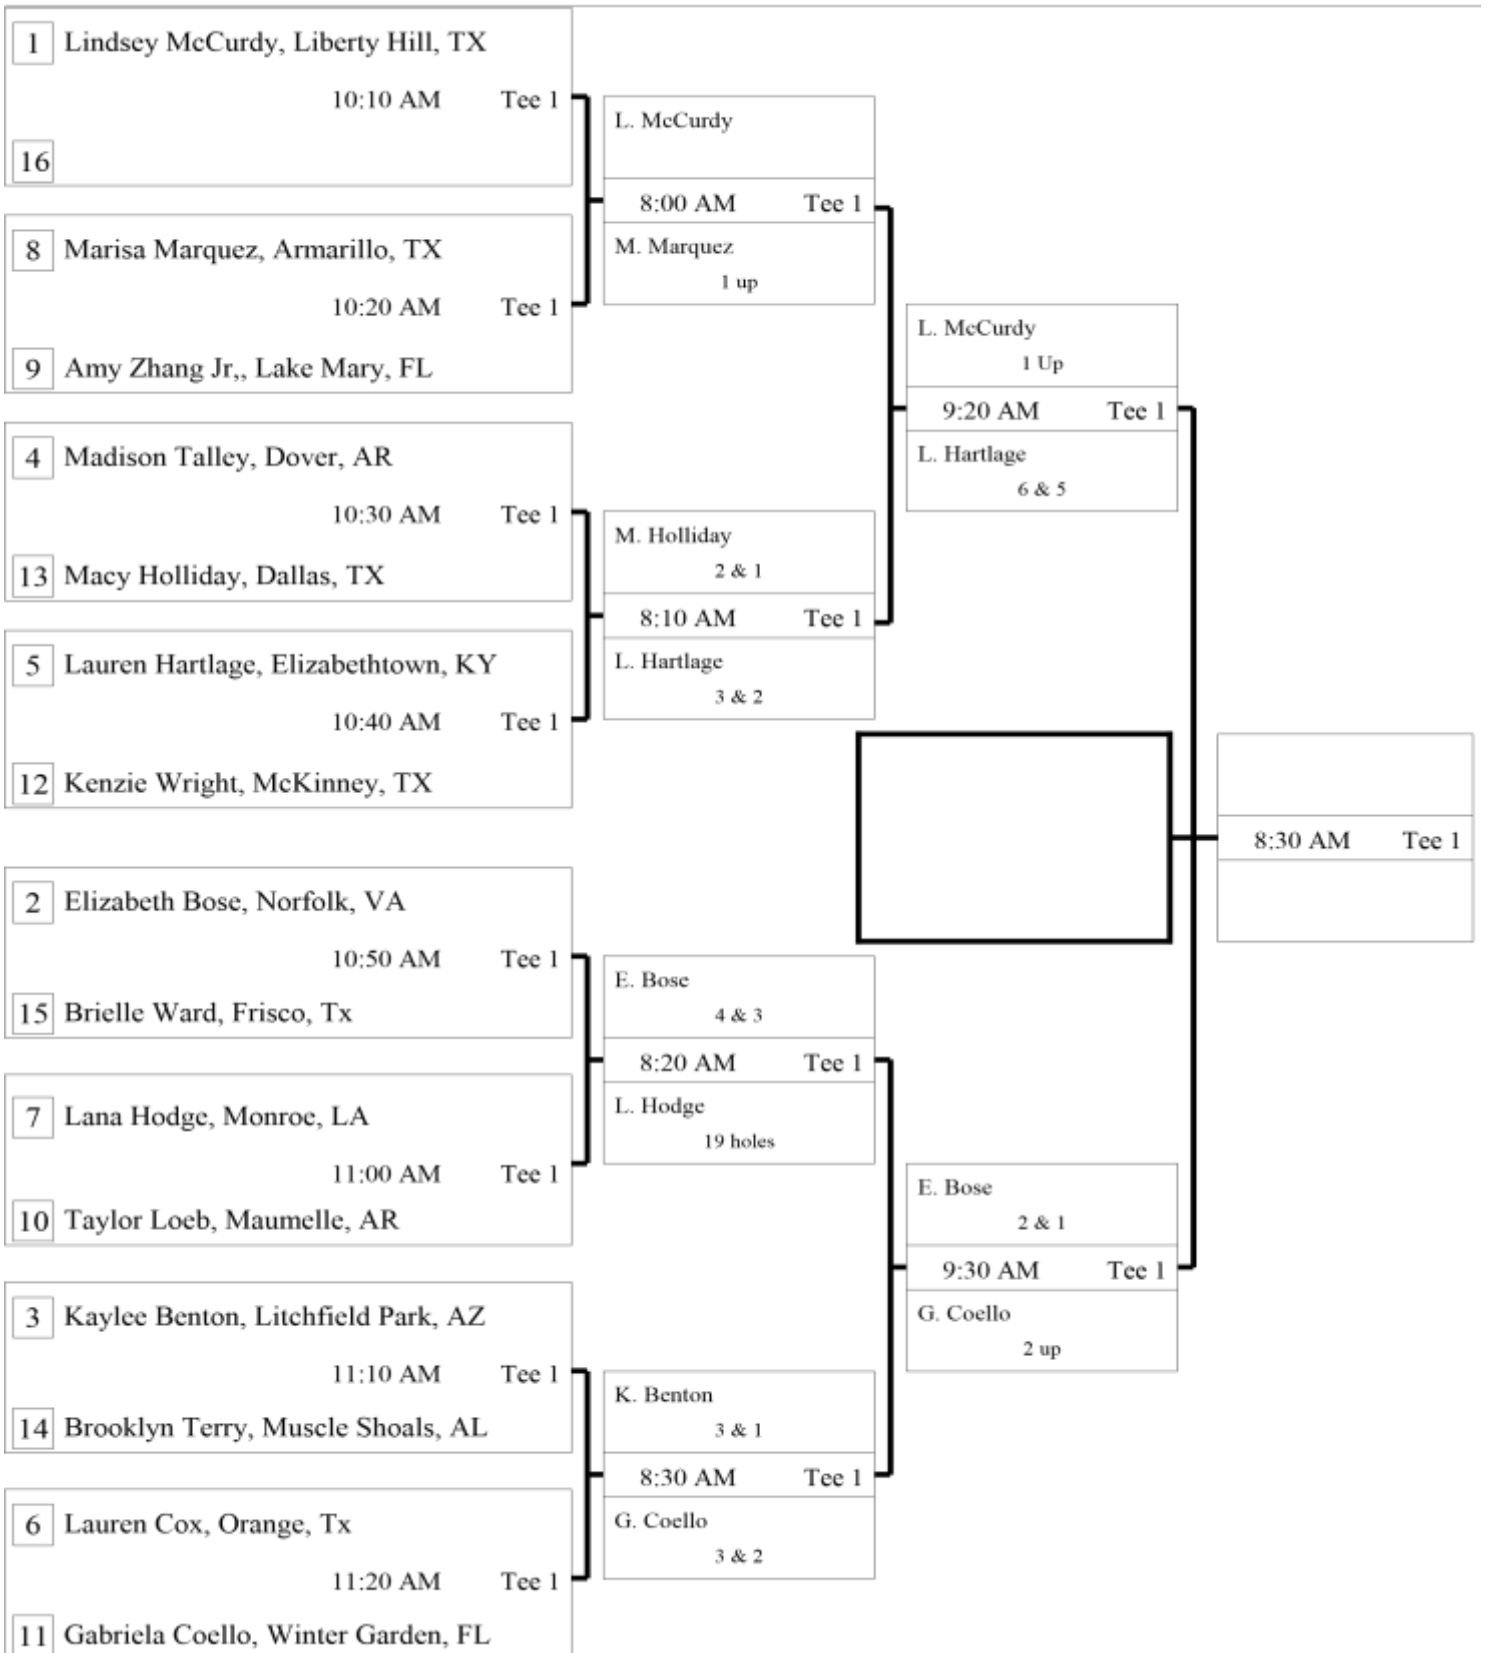 1 Lindsey McCurdy, Liberty Hill, TX
10:10 AM Tee 1
16
8 Marisa Marquez, Armarillo, TX
10:20 AM Tee 1
9 Amy Zhang Jr,, Lake Mary, FL
4 Madison Talley, Dover, AR
10:30 AM Tee 1
13 Macy Holliday, Dallas, TX
5 Lauren Hartlage, Elizabethtown, KY
10:40 AM Tee 1
12 Kenzie Wright, McKinney, TX
2 Elizabeth Bose, Norfolk, VA
10:50 AM Tee 1
15 Brielle Ward, Frisco, Tx
7 Lana Hodge, Monroe, LA
11:00 AM Tee 1
10 Taylor Loeb, Maumelle, AR
3 Kaylee Benton, Litchfield Park, AZ
11:10 AM Tee 1
14 Brooklyn Terry, Muscle Shoals, AL
6 Lauren Cox, Orange, Tx
11:20 AM Tee 1
11 Gabriela Coello, Winter Garden, FL
L. McCurdy
8:00 AM Tee 1
M. Marquez
1 up
M. Holliday
2 & 1
8:10 AM Tee 1
L. Hartlage
3 & 2
E. Bose
4 & 3
8:20 AM Tee 1
L. Hodge
19 holes
K. Benton
3 & 1
8:30 AM Tee 1
G. Coello
3 & 2
L. McCurdy
1 Up
9:20 AM Tee 1
L. Hartlage
6 & 5
E. Bose
2 & 1
9:30 AM Tee 1
G. Coello
2 up
8:30 AM Tee 1